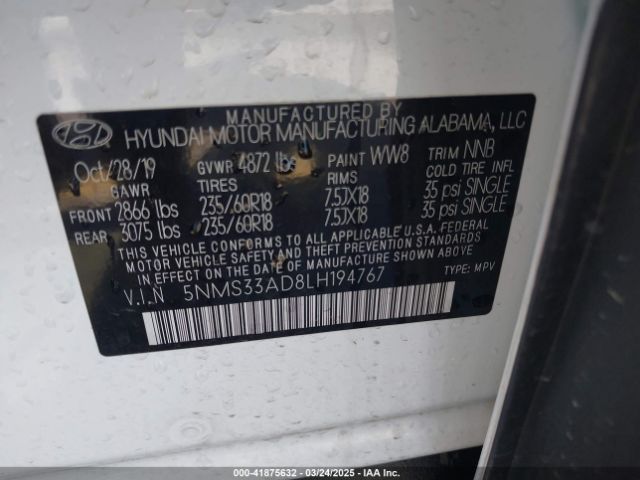 MANUFACTURED BY
HYUNDAI MOTOR MANUFACTURING ALABAMA, LLC
Oct/28/19 GVWR 4872 lbs PAINT WW8 TRIM NNB
GAWR TIRES RIMS COLD TIRE INFL
FRONT 2866 lbs 235/60R18 7.5JX18 35 psi SINGLE
REAR 3075 lbs 235/60R18 7.5JX18 35 psi SINGLE
THIS VEHICLE CONFORMS TO ALL APPLICABLE U.S.A. FEDERAL
MOTOR VEHICLE SAFETY AND THEFT PREVENTION STANDARDS
IN EFFECT ON THE DATE OF MANUFACTURE SHOWN ABOVE.
V.I.N 5NMS33AD8LH194767 TYPE: MPV
000-41875632 - 03/24/2025 - IAA Inc.